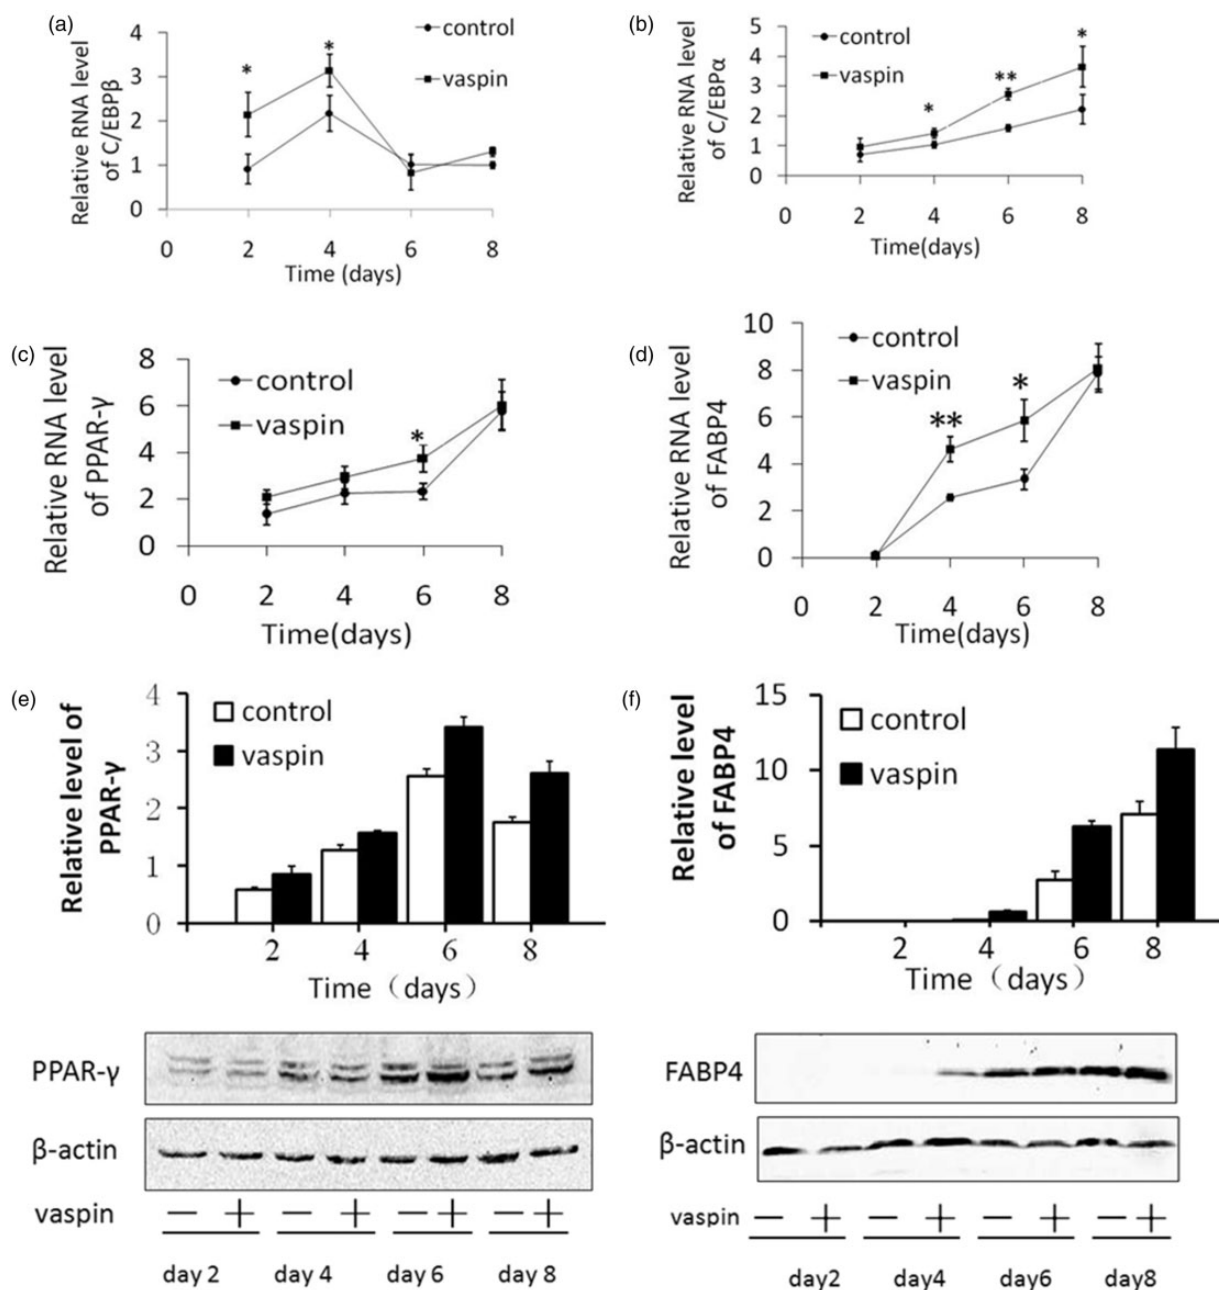 (a)
Relative RNA level
of C/EBPβ
4
3
2
1
0
* *
control
vaspin
0 2 4 6 8
Time (days)
(b)
Relative RNA level
of C/EBPα
5
4
3
2
1
0
control
vaspin
* ** *
0 2 4 6 8
Time(days)
(c)
Relative RNA level
of PPAR-γ
8
6
4
2
0
control
vaspin
*
0 2 4 6 8
Time(days)
(d)
Relative RNA level
of FABP4
10
8
6
4
2
0
control
vaspin
** *
0 2 4 6 8
Time(days)
(e)
Relative level of
PPAR-γ
4
3
2
1
0
control
vaspin
2 4 6 8
Time（days）
PPAR-γ
β-actin
vaspin — + — + — + — +
day 2 day 4 day 6 day 8
(f)
Relative level
of FABP4
15
10
5
0
control
vaspin
2 4 6 8
Time（days）
FABP4
β-actin
vaspin — + — + — + — +
day2 day4 day6 day8